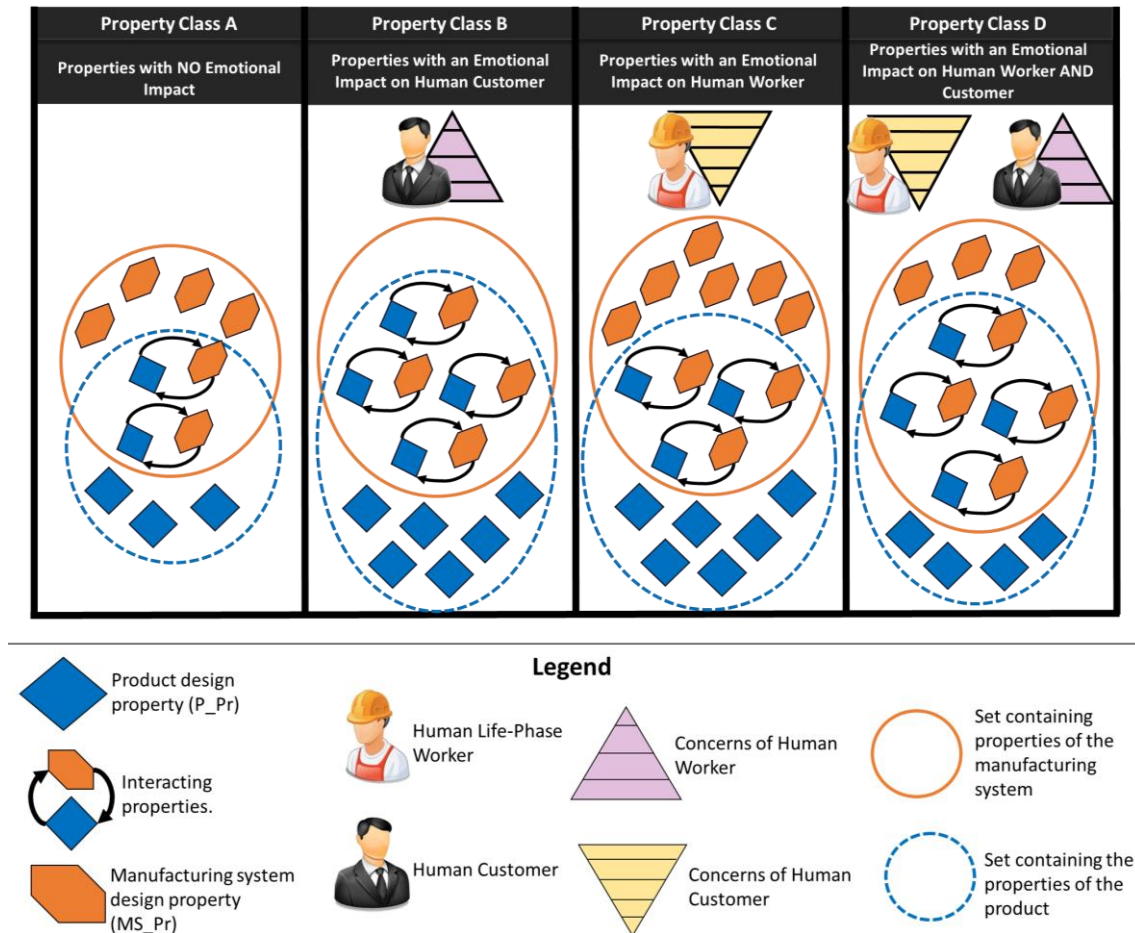 Property Class A
Property Class B
Property Class C
Property Class D
Properties with NO Emotional
Impact
Properties with an Emotional
Impact on Human Customer
Properties with an Emotional
Impact on Human Worker
Properties with an Emotional
Impact on Human Worker AND
Customer
Legend
Product design
property (P_Pr)
Interacting
properties.
Manufacturing system
design property
(MS_Pr)
Human Life-Phase
Worker
Human Customer
Concerns of Human
Worker
Concerns of Human
Customer
Set containing
properties of the
manufacturing
system
Set containing the
properties of the
product